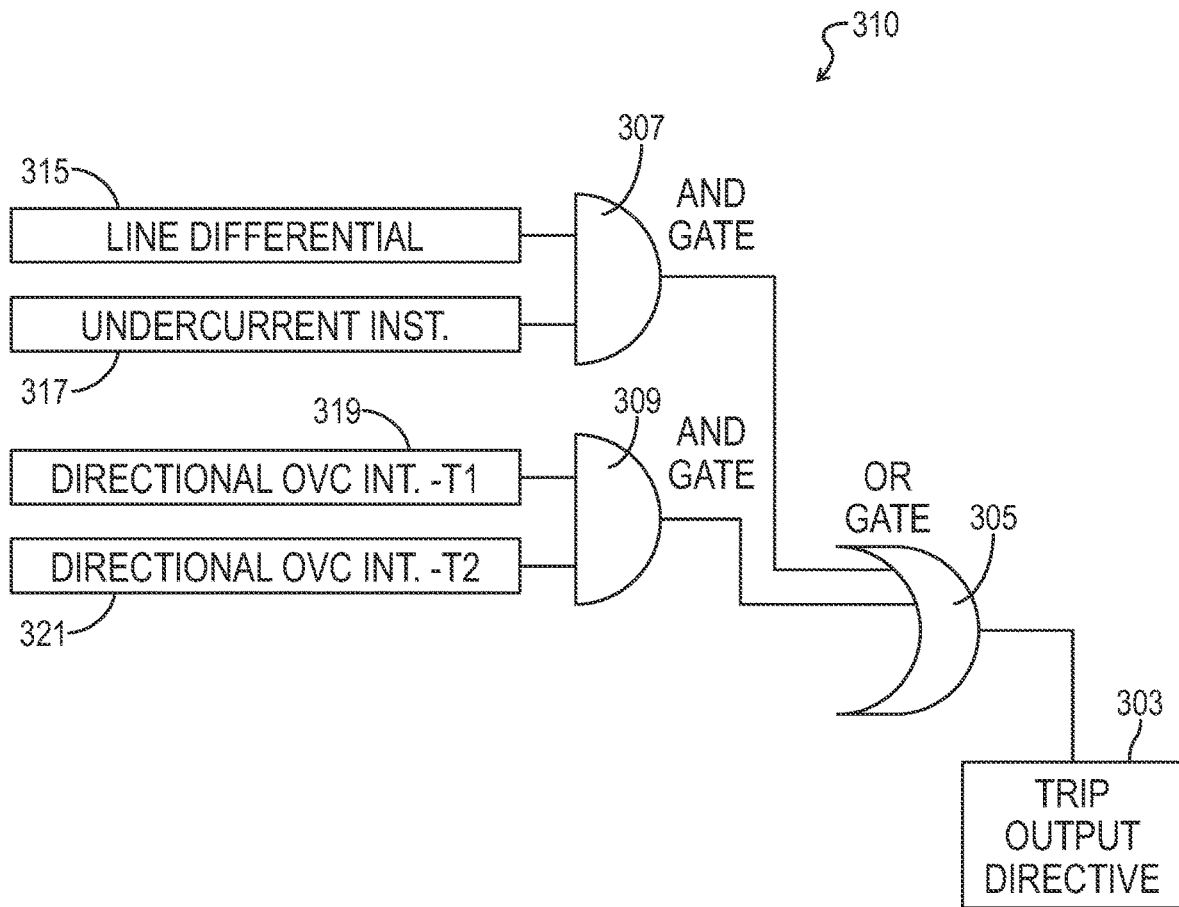 310
307
315
AND
GATE
LINE DIFFERENTIAL
UNDERCURRENT INST.
317
319
309
AND
GATE
DIRECTIONAL OVC INT. -T1
DIRECTIONAL OVC INT. -T2
321
OR
GATE
305
303
TRIP
OUTPUT
DIRECTIVE